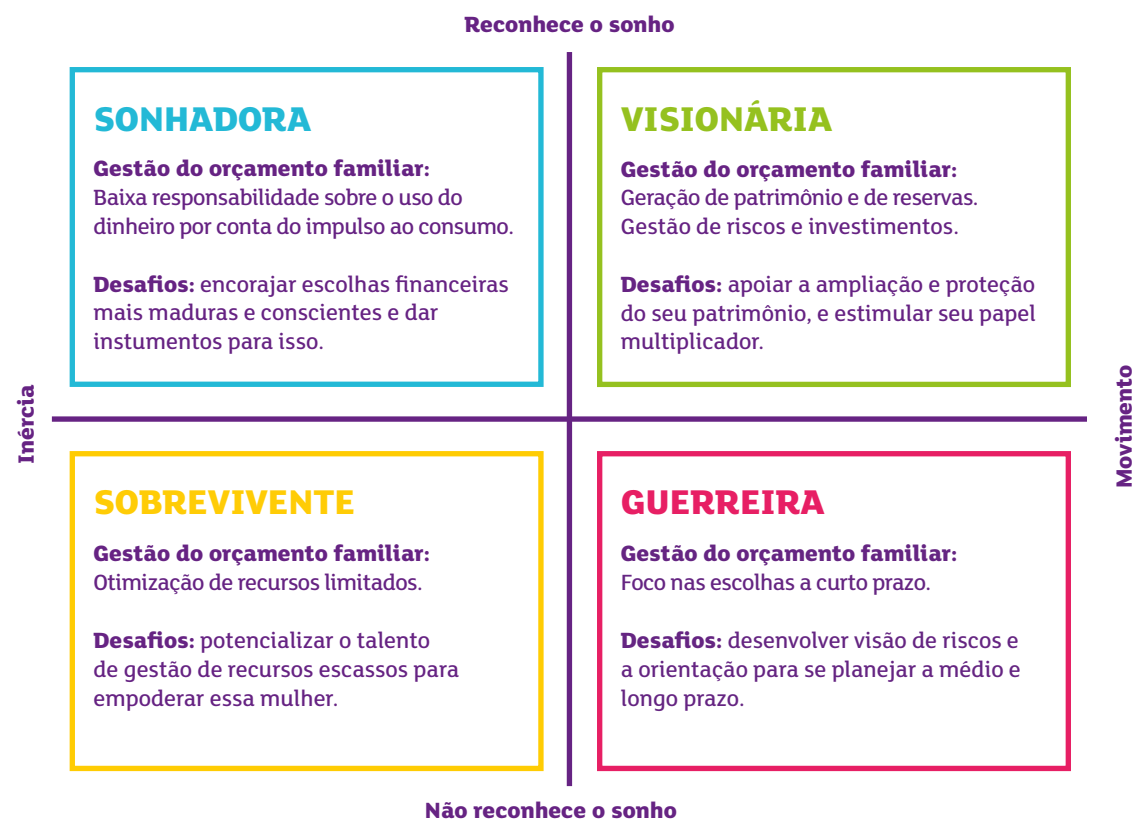 Reconhece o sonho
SONHADORA
Gestão do orçamento familiar:
Baixa responsabilidade sobre o uso do
dinheiro por conta do impulso ao consumo.
Desafios: encorajar escolhas financeiras
mais maduras e conscientes e dar
instumentos para isso.
VISIONÁRIA
Gestão do orçamento familiar:
Geração de patrimônio e de reservas.
Gestão de riscos e investimentos.
Desafios: apoiar a ampliação e proteção
do seu patrimônio, e estimular seu papel
multiplicador.
Inércia
Movimento
SOBREVIVENTE
Gestão do orçamento familiar:
Otimização de recursos limitados.
Desafios: potencializar o talento
de gestão de recursos escassos para
empoderar essa mulher.
GUERREIRA
Gestão do orçamento familiar:
Foco nas escolhas a curto prazo.
Desafios: desenvolver visão de riscos e
a orientação para se planejar a médio e
longo prazo.
Não reconhece o sonho